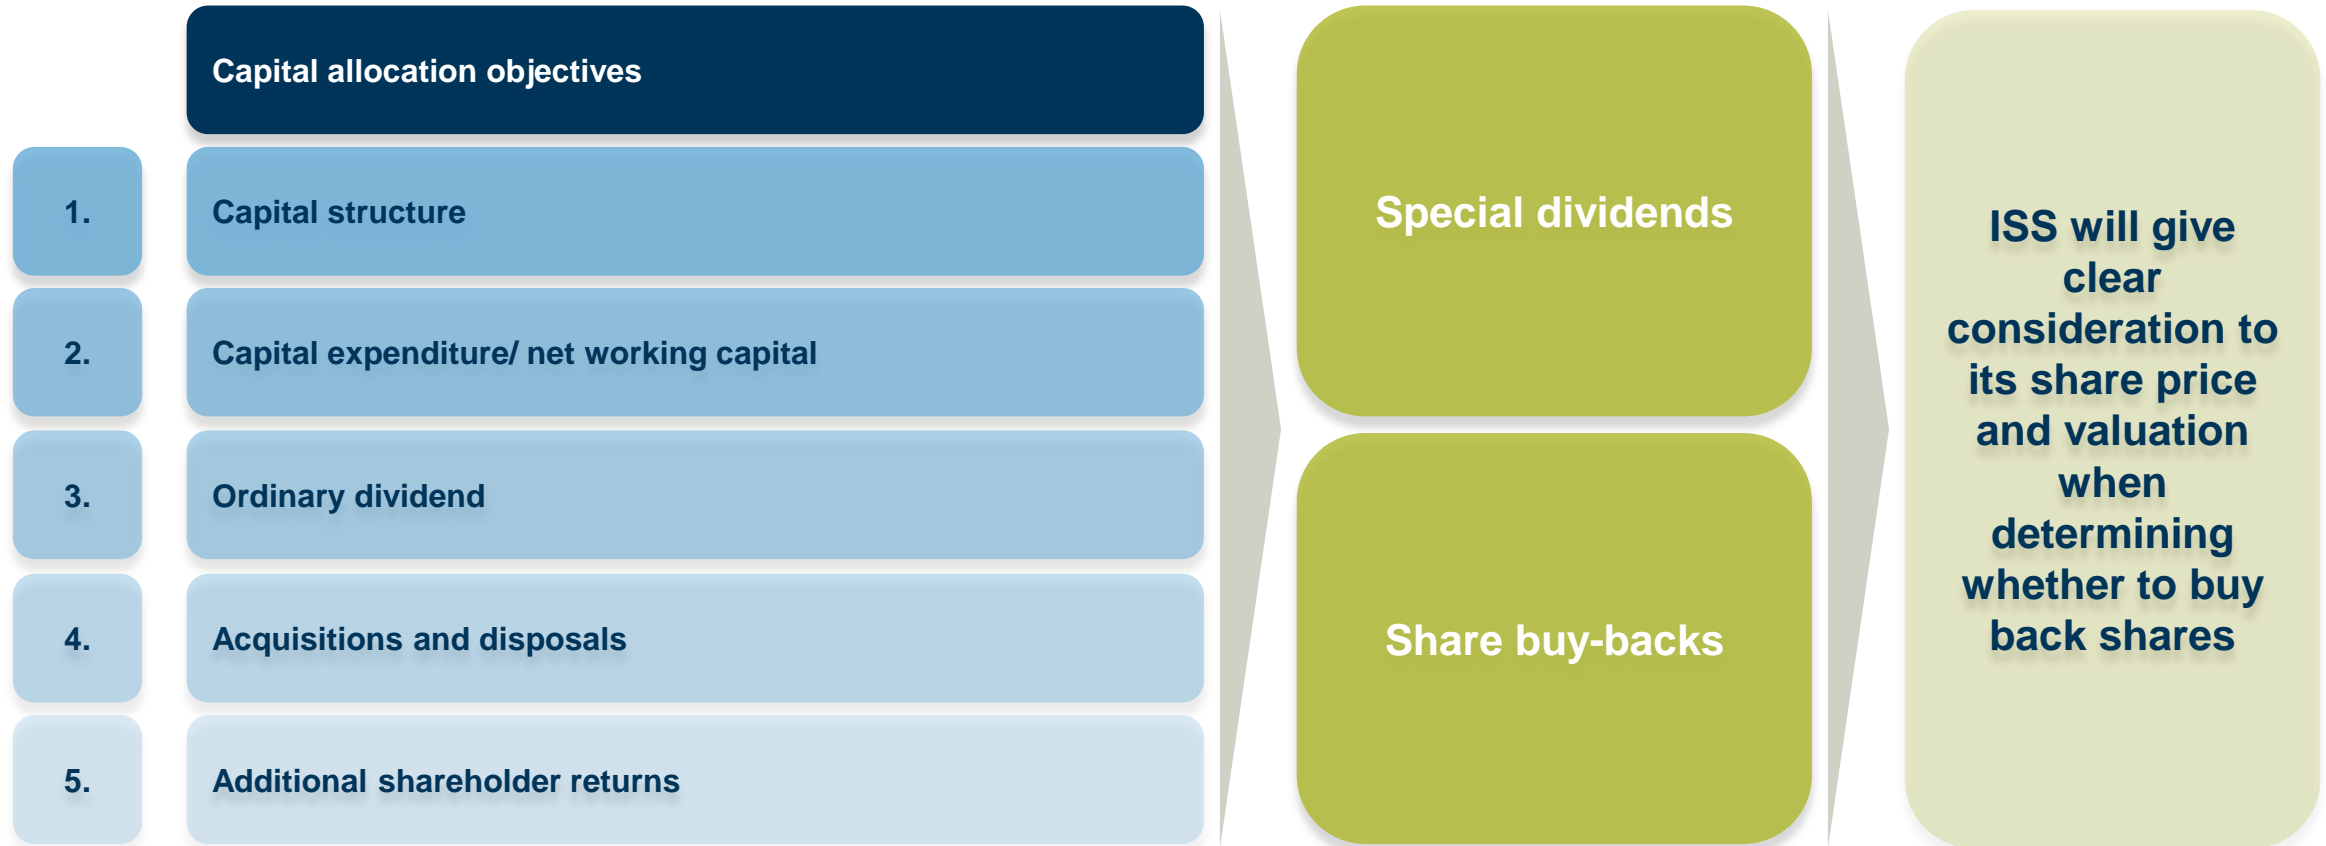 Capital allocation objectives
1.
Capital structure
2.
Capital expenditure/ net working capital
3.
Ordinary dividend
4.
Acquisitions and disposals
5.
Additional shareholder returns
Special dividends
Share buy-backs
ISS will give
clear
consideration to
its share price
and valuation
when
determining
whether to buy
back shares